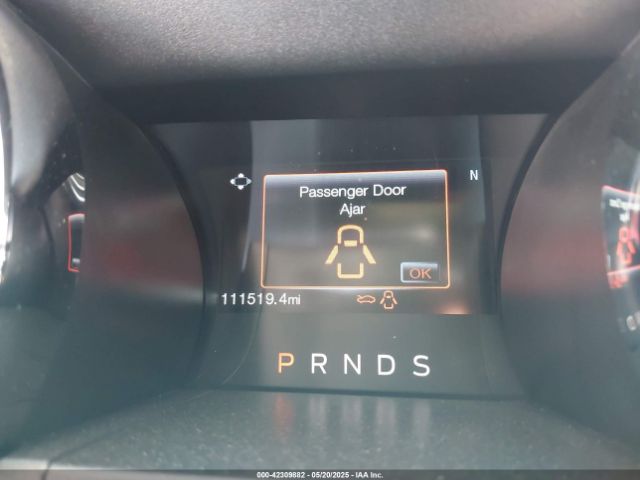 N
Passenger Door
Ajar
OK
111519.4mi
P R N D S
000-42309882 - 05/20/2025 - IAA Inc.